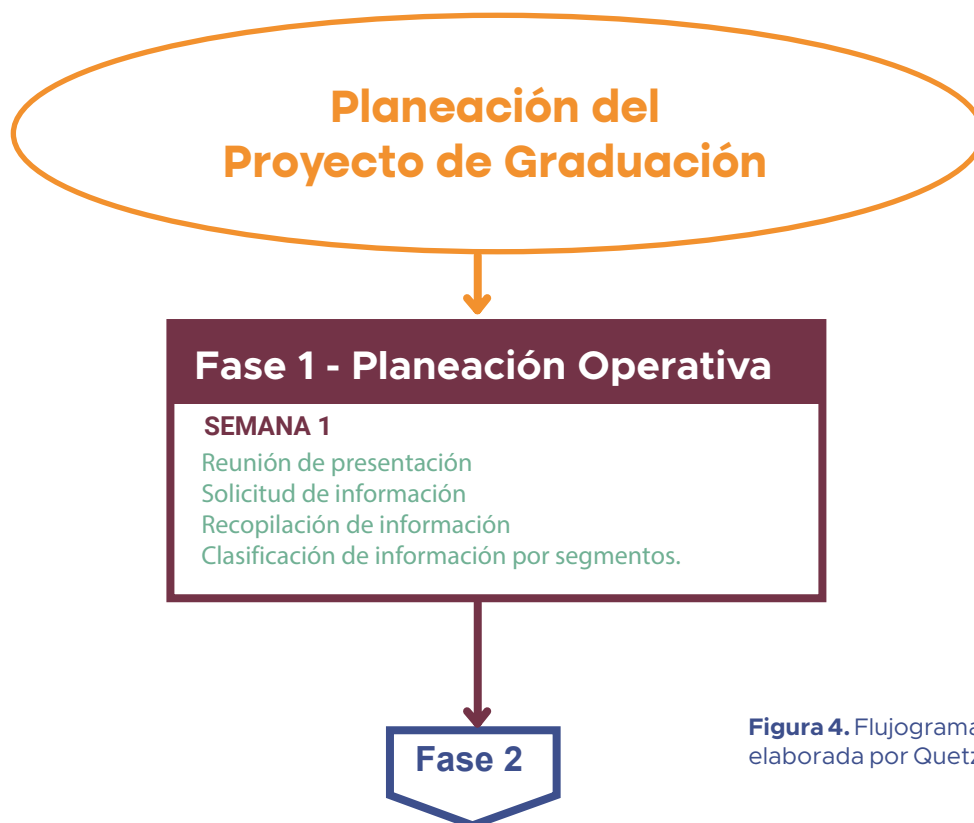 Planeación del
Proyecto de Graduación
Fase 1 - Planeación Operativa
SEMANA 1
Reunión de presentación
Solicitud de información
Recopilación de información
Clasificación de información por segmentos.
Fase 2
Figura 4. Flujograma
elaborada por Quetz